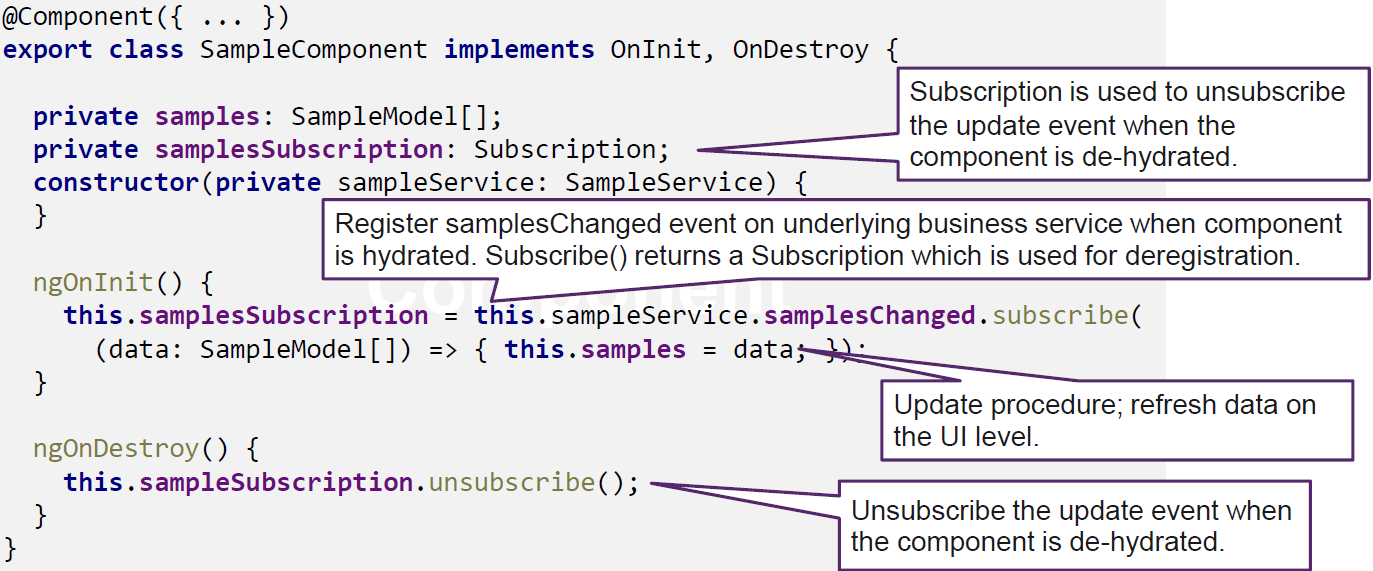 @Component({ ... })
export class SampleComponent implements OnInit, OnDestroy {
Subscription is used to unsubscribe
the update event when the
component is de-hydrated.
private samples: SampleModel[];
private samplesSubscription: Subscription;
constructor(private sampleService: SampleService) {
}
Register samplesChanged event on underlying business service when component
is hydrated. Subscribe() returns a Subscription which is used for deregistration.
ngOnInit() {
this.samplesSubscription = this.sampleService.samplesChanged.subscribe(
(data: SampleModel[]) => { this.samples = data; });
}
Update procedure; refresh data on
the UI level.
ngOnDestroy() {
this.sampleSubscription.unsubscribe();
}
Unsubscribe the update event when
the component is de-hydrated.
}
Component